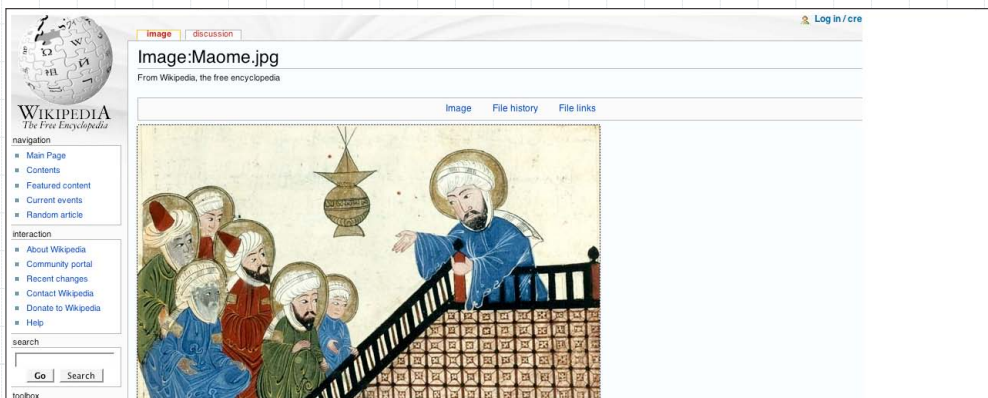 Log in / cre
image discussion
Image:Maome.jpg
From Wikipedia, the free encyclopedia
Image File history File links
WIKIPEDIA
The Free Encyclopedia
navigation
Main Page
Contents
Featured content
Current events
Random article
interaction
About Wikipedia
Community portal
Recent changes
Contact Wikipedia
Donate to Wikipedia
Help
search
Go Search
toolbox